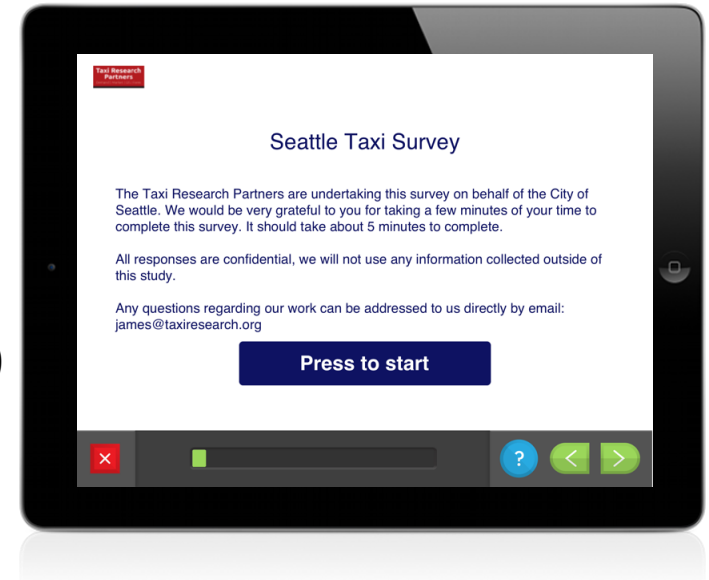 Taxi Research
Partners
Seattle Taxi Survey
The Taxi Research Partners are undertaking this survey on behalf of the City of
Seattle. We would be very grateful to you for taking a few minutes of your time to
complete this survey. It should take about 5 minutes to complete.
All responses are confidential, we will not use any information collected outside of
this study.
Any questions regarding our work can be addressed to us directly by email:
james@taxiresearch.org
Press to start
?